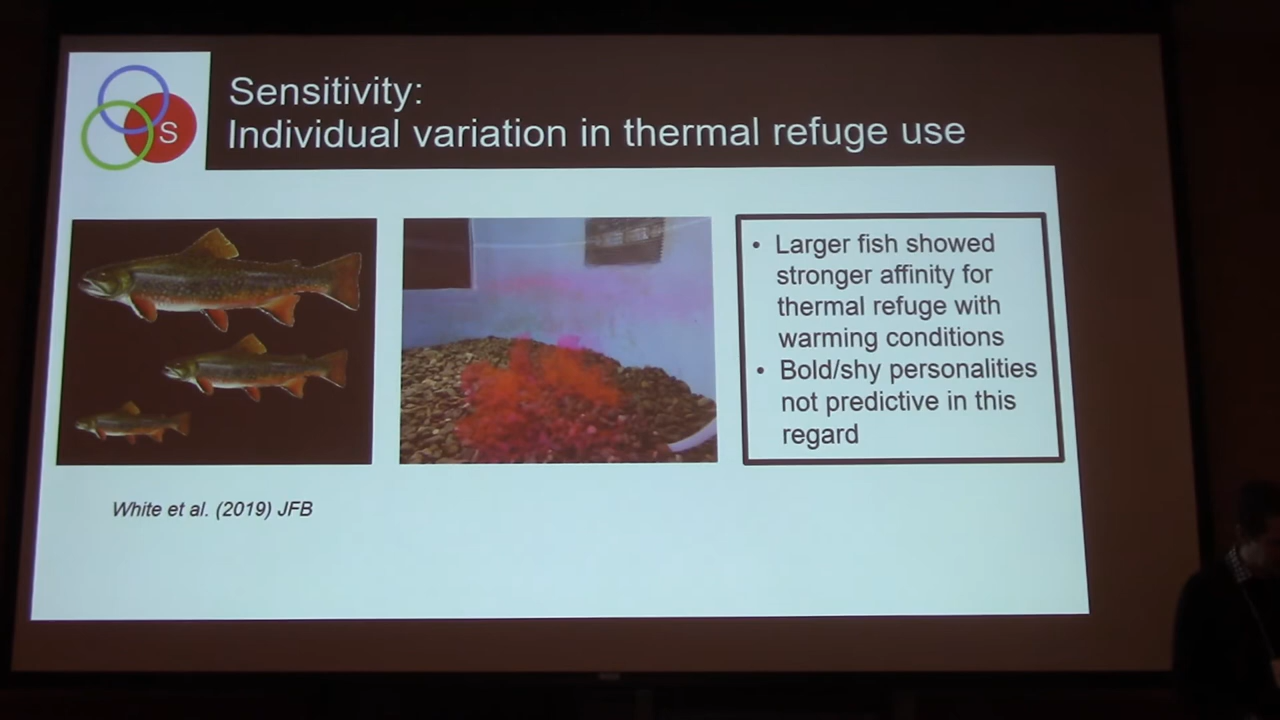 S
Sensitivity:
Individual variation in thermal refuge use
• Larger fish showed
stronger affinity for
thermal refuge with
warming conditions
• Bold/shy personalities
not predictive in this
regard
White et al. (2019) JFB